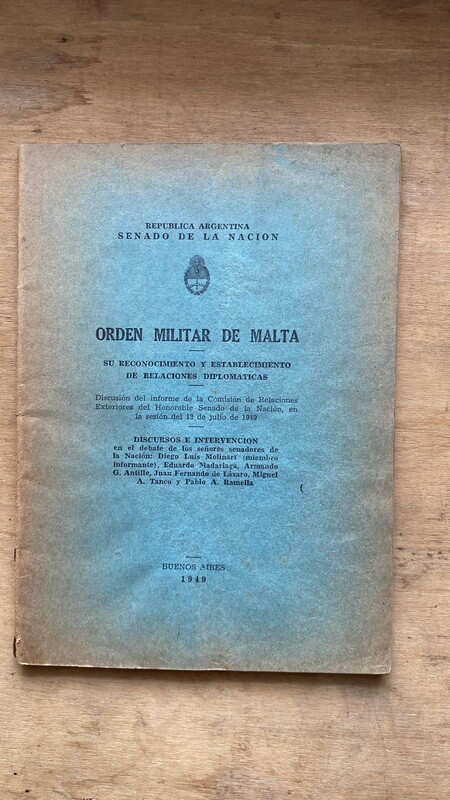 REPUBLICA ARGENTINA
SENADO DE LA NACION
ORDEN MILITAR DE MALTA
SU RECONOCIMIENTO Y ESTABLECIMIENTO
DE RELACIONES DIPLOMATICAS
Discusión del informe de la Comisión de Relaciones
Exteriores del Honorable Senado de la Nación, en
la sesión del 13 de julio de 1949
DISCURSOS E INTERVENCION
en el debate de los señores senadores de
la Nación: Diego Luis Molinari (miembro
informante), Eduardo Madariaga, Armando
G. Antille, Juan Fernando de Lázaro, Miguel
A. Tanco y Pablo A. Ramella
BUENOS AIRES
1949